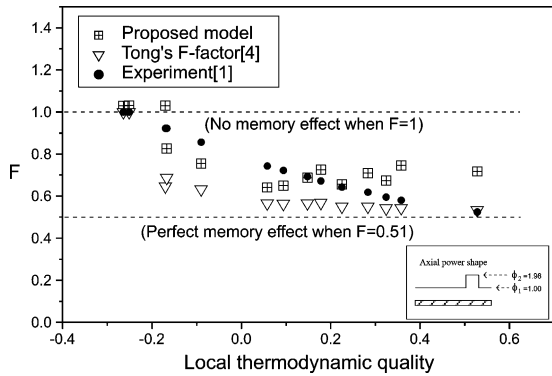 1.4
1.2
1.0
0.8
0.6
0.4
0.2
0.0
F
Proposed model
Tong's F-factor[4]
Experiment[1]
(No memory effect when F=1)
(Perfect memory effect when F=0.51)
Axial power shape
ϕ₂ =1.96
ϕ₁ =1.00
-0.4 -0.2 0.0 0.2 0.4 0.6
Local thermodynamic quality